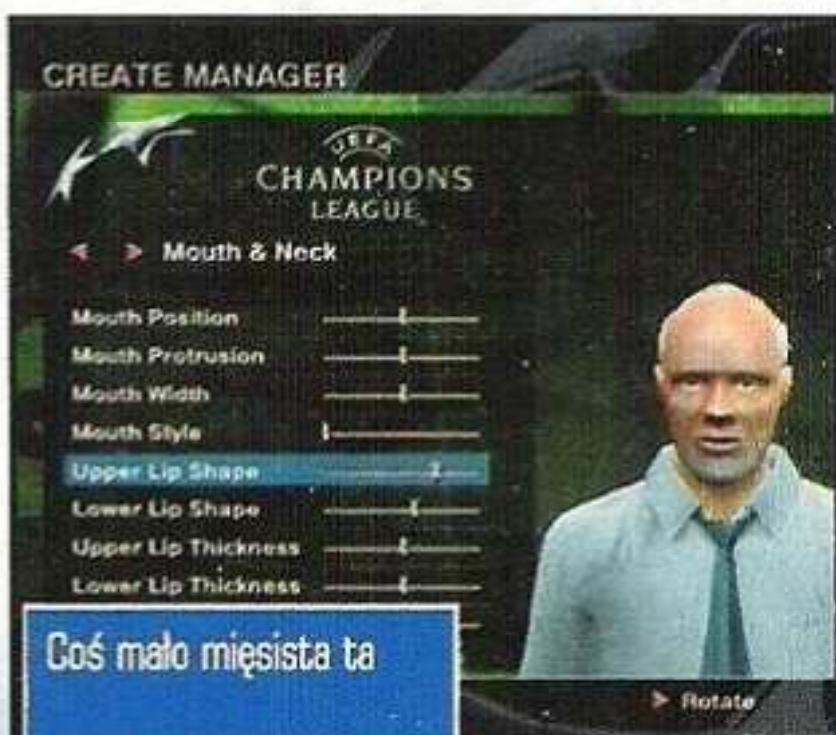 CREATE MANAGER
UEFA
CHAMPIONS
LEAGUE
Mouth & Neck
Mouth Position
Mouth Protrusion
Mouth Width
Mouth Style
Upper Lip Shape
Lower Lip Shape
Upper Lip Thickness
Lower Lip Thickness
Coś mało mięsista ta
Rotate